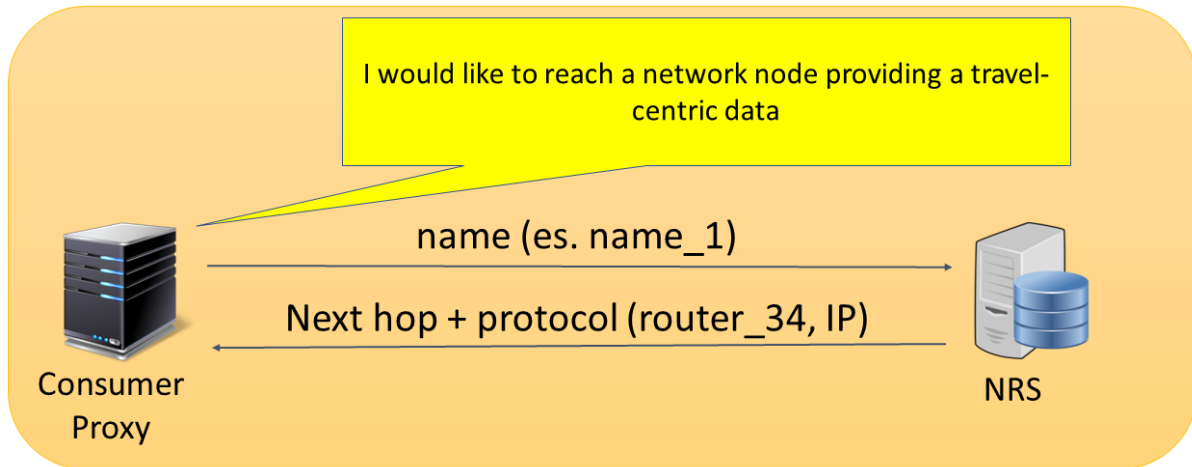 I would like to reach a network node providing a travel-
centric data
name (es. name_1)
Next hop + protocol (router_34, IP)
Consumer
Proxy
NRS